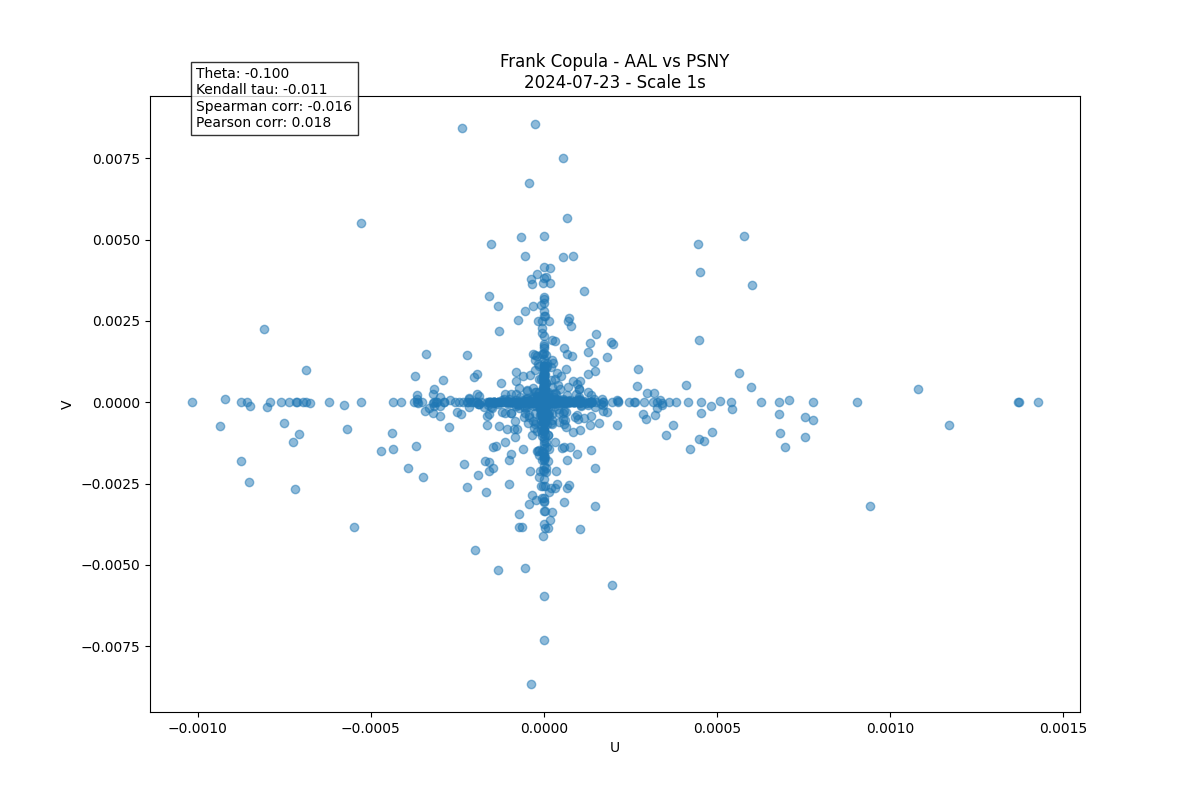 Frank Copula - AAL vs PSNY
2024-07-23 - Scale 1s
Theta: -0.100
Kendall tau: -0.011
Spearman corr: -0.016
Pearson corr: 0.018
0.0075
0.0050
0.0025
0.0000
−0.0025
−0.0050
−0.0075
V
−0.0010
−0.0005
0.0000
0.0005
0.0010
0.0015
U